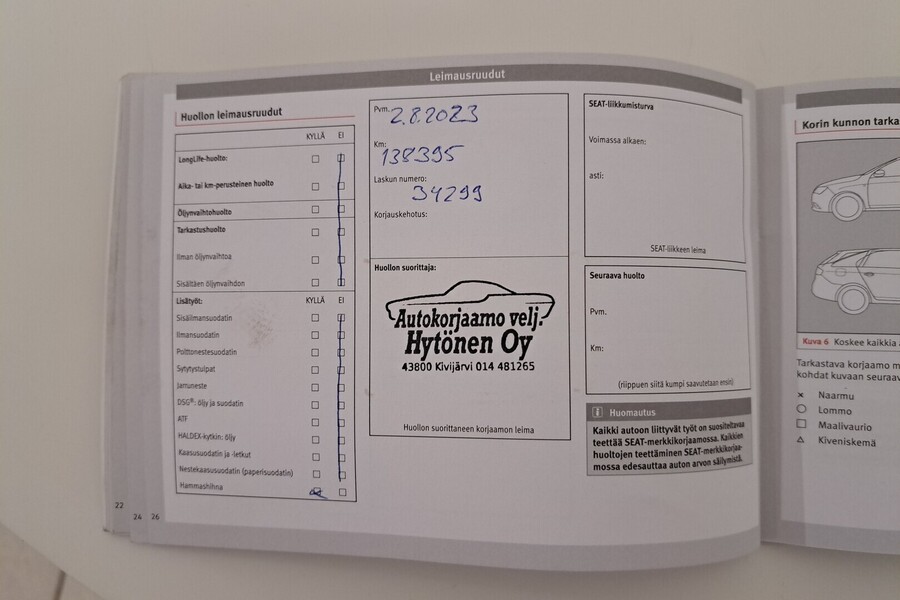 Leimausruudut
Huollon leimausruudut
KYLLÄ EI
LongLife-huolto:
Aika- tai km-perusteinen huolto
Öljynvaihtohuolto
Tarkastushuolto
Ilman öljynvaihtoa
Sisältäen öljynvaihdon
Lisätyöt: KYLLÄ EI
Sisäilmansuodatin
Ilmansuodatin
Polttonestesuodatin
Sytytystulpat
Jarruneste
DSG®: öljy ja suodatin
ATF
HALDEX-kytkin: öljy
Kaasusuodatin ja -letkut
Nestekaasusuodatin (paperisuodatin)
Hammashihna
Pvm. 2.8.2023
Km:
138395
Laskun numero:
34299
Korjauskehotus:
Huollon suorittaja:
Autokorjaamo velj.
Hytönen Oy
43800 Kivijärvi 014 481265
Huollon suorittaneen korjaamon leima
SEAT-liikkumisturva
Voimassa alkaen:
asti:
SEAT-liikkeen leima
Seuraava huolto
Pvm.
Km:
(riippuen siitä kumpi saavutetaan ensin)
Huomautus
Kaikki autoon liittyvät työt on suositeltavaa
teettää SEAT-merkkikorjaamossa. Kaikkien
huoltojen teettäminen SEAT-merkkikorjaa-
mossa edesauttaa auton arvon säilymistä.
Korin kunnon tarka
Kuva 6 Koskee kaikkia
Tarkastava korjaamo m
kohdat kuvaan seuraav
× Naarmu
○ Lommo
□ Maalivaurio
△ Kiveniskemä
22
24 26